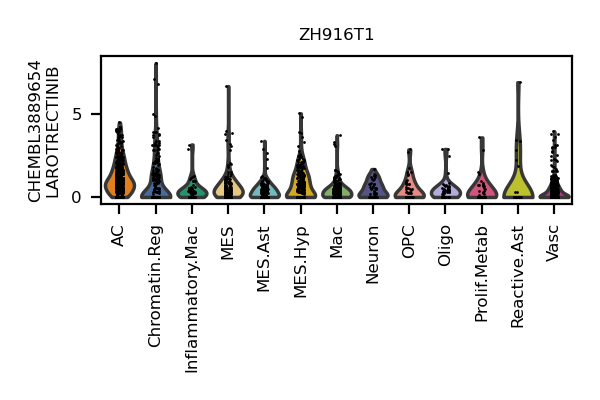 ZH916T1
CHEMBL3889654
LAROTRECTINIB
5
0
AC
Chromatin.Reg
Inflammatory.Mac
MES
MES.Ast
MES.Hyp
Mac
Neuron
OPC
Oligo
Prolif.Metab
Reactive.Ast
Vasc